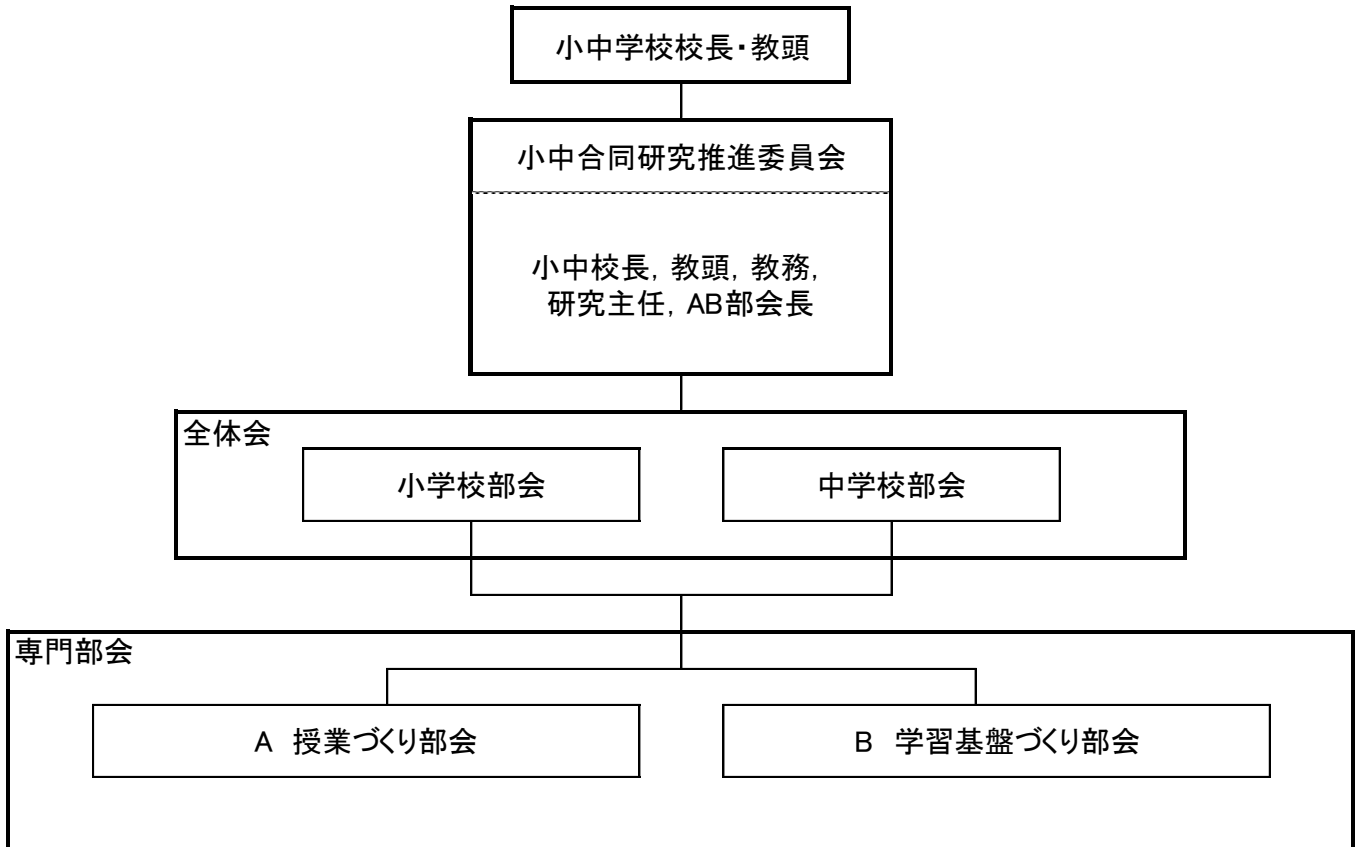 小中学校校長・教頭
小中合同研究推進委員会
小中校長，教頭，教務，
研究主任，AB部会長
全体会
小学校部会
中学校部会
専門部会
A　授業づくり部会
B　学習基盤づくり部会